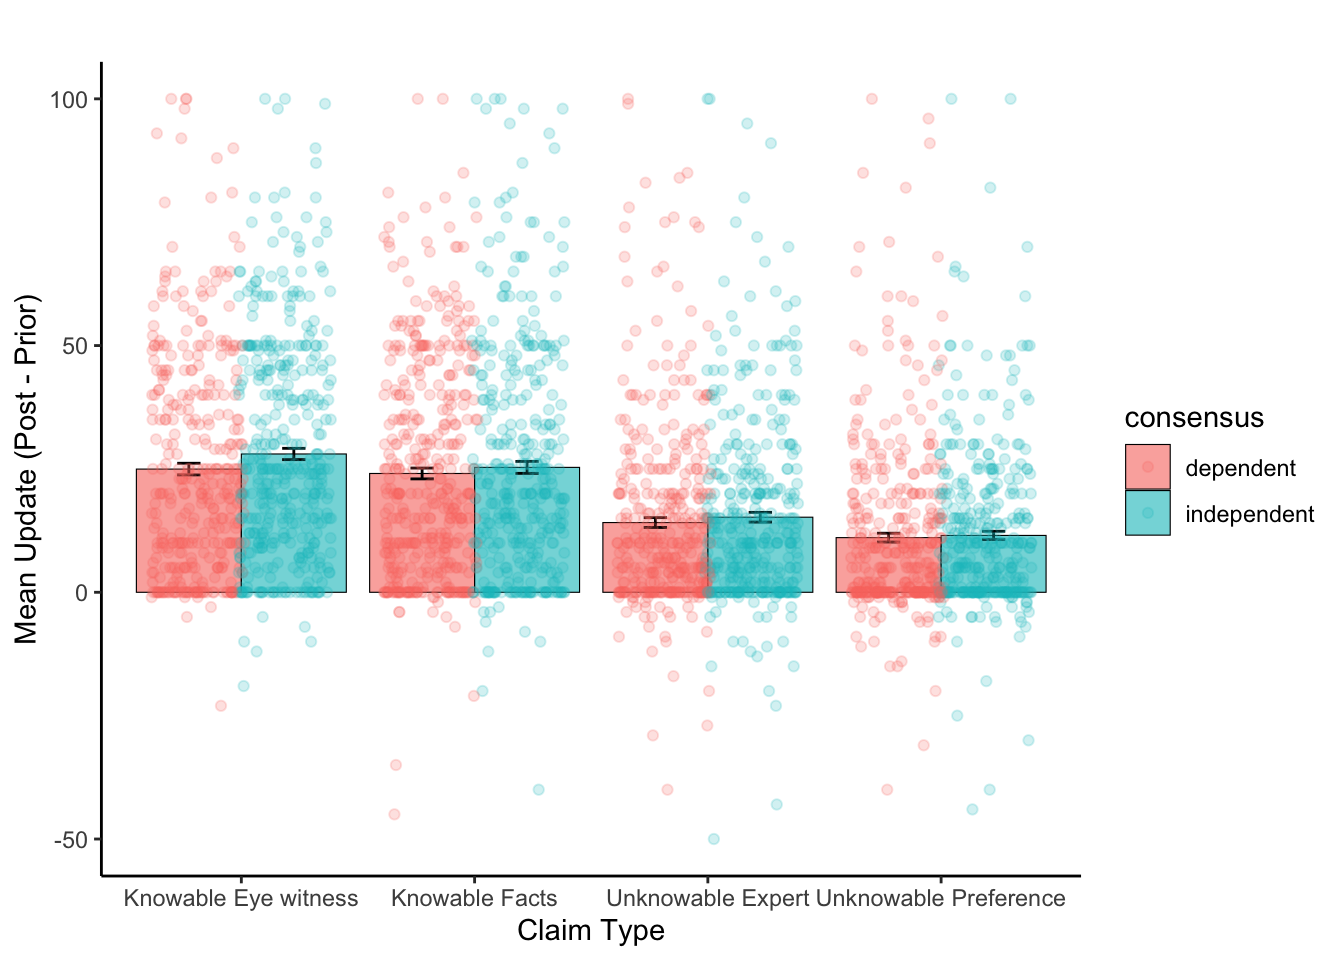 100
50
0
-50
Mean Update (Post - Prior)
Knowable Eye witness
Knowable Facts
Unknowable Expert
Unknowable Preference
Claim Type
consensus
dependent
independent